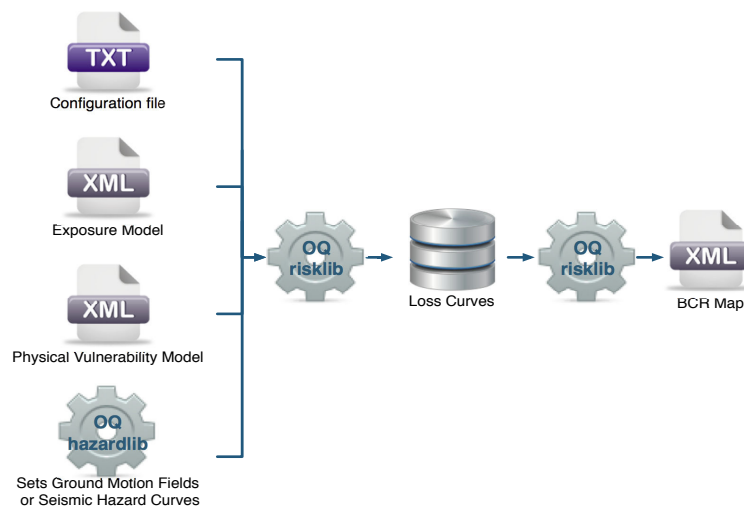 TXT
Configuration file
XML
Exposure Model
XML
Physical Vulnerability Model
OQ
hazardlib
Sets Ground Motion Fields
or Seismic Hazard Curves
OQ
risklib
Loss Curves
OQ
risklib
XML
BCR Map